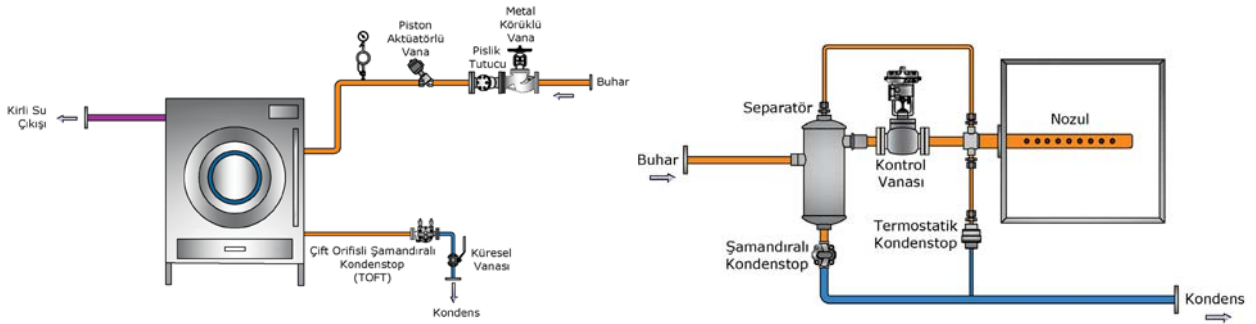 Metal
Körüklü
Vana
Piston
Aktüatörlü
Vana
Pislik
Tutucu
Buhar
Kirli Su
Çıkışı
Çift Orifisli Şamandıralı
Kondenstop
(TOFT)
Küresel
Vanası
Kondens
Separatör
Nozul
Buhar
Kontrol
Vanası
Termostatik
Kondenstop
Şamandıralı
Kondenstop
Kondens